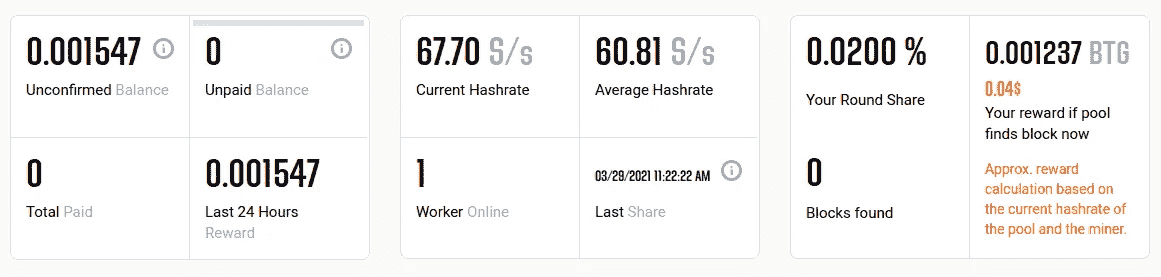 0.001547
Unconfirmed Balance
0
Unpaid Balance
0
Total Paid
0.001547
Last 24 Hours
Reward
67.70 S/s
Current Hashrate
60.81 S/s
Average Hashrate
1
Worker Online
03/29/2021 11:22:22 AM
Last Share
0.0200 %
Your Round Share
0
Blocks found
0.001237 BTG
0.04$
Your reward if pool
finds block now
Approx. reward
calculation based on
the current hashrate of
the pool and the miner.